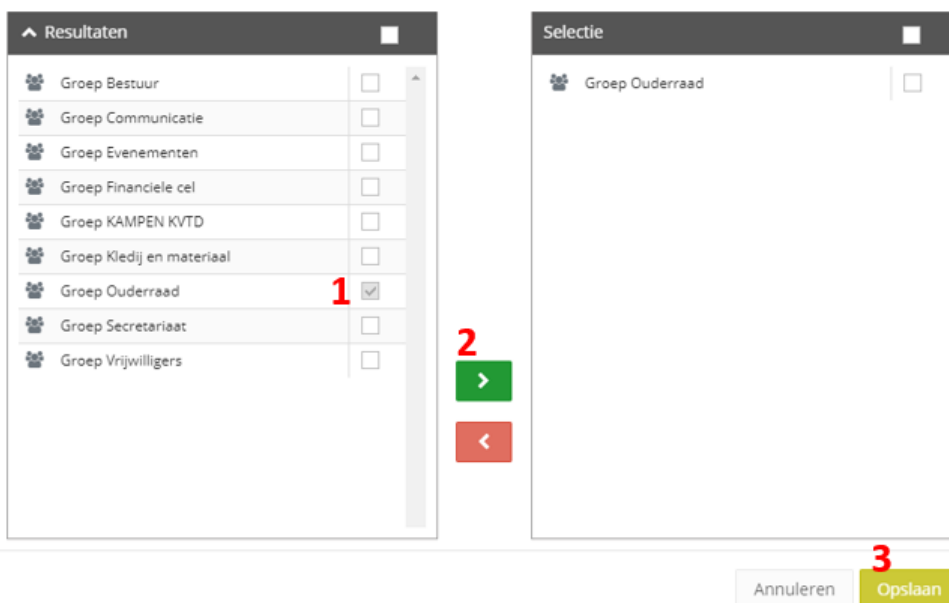 Resultaten
Groep Bestuur
Groep Communicatie
Groep Evenementen
Groep Financiele cel
Groep KAMPEN KVTD
Groep Kledij en materiaal
Groep Ouderraad 1
Groep Secretariaat
Groep Vrijwilligers
2
Selectie
Groep Ouderraad
3
Annuleren Opslaan